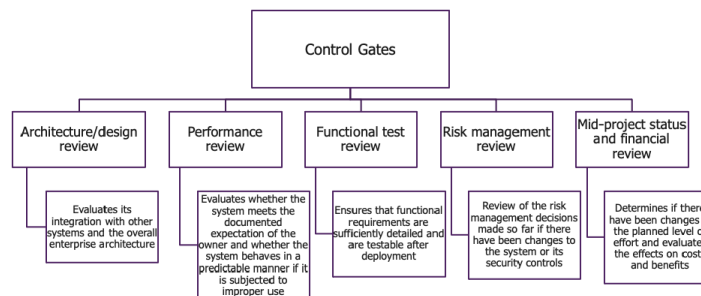 Control Gates
Architecture/design
review
Performance
review
Functional test
review
Risk management
review
Mid-project status
and financial
review
Evaluates its
integration with other
systems and the overall
enterprise architecture
Evaluates whether the
system meets the
documented
expectation of the
owner and whether the
system behaves in a
predictable manner if it
is subjected to
improper use
Ensures that functional
requirements are
sufficiently detailed and
are testable after
deployment
Review of the risk
management decisions
made so far if there
have been changes to
the system or its
security controls
Determines if there
have been changes
the planned level of
effort and evaluate
the effects on cost
and benefits